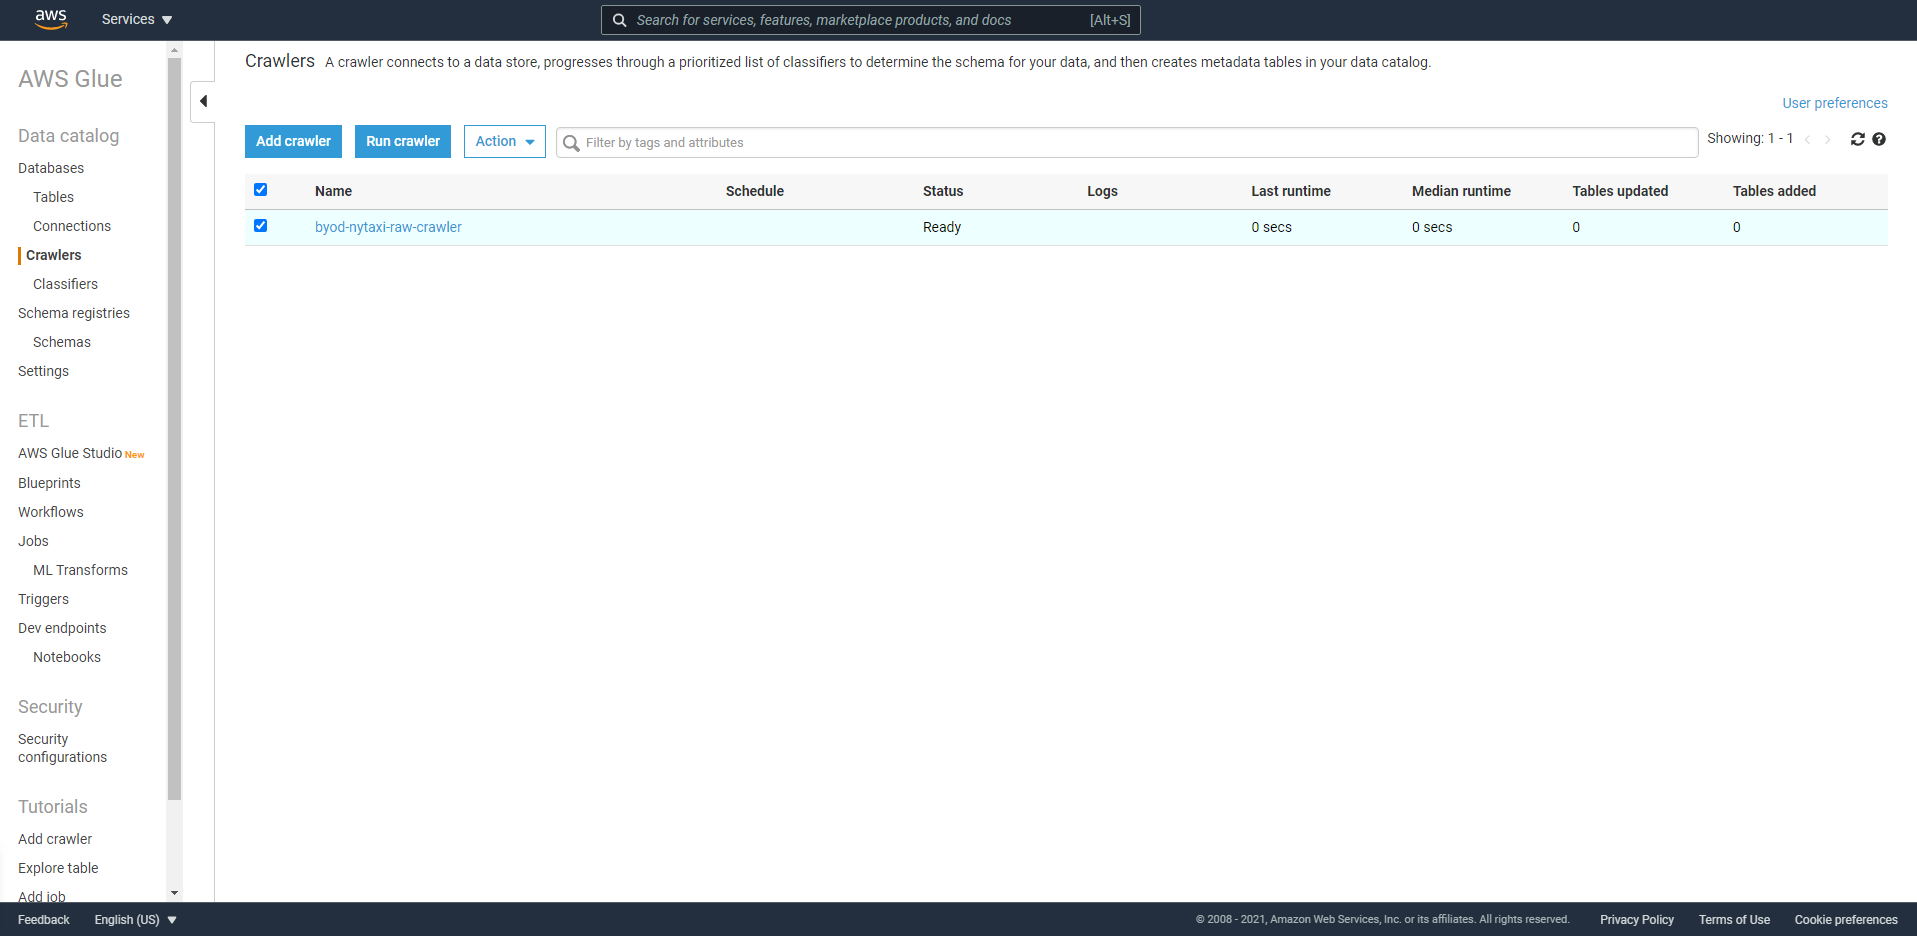 aws
Services
Search for services, features, marketplace products, and docs
[Alt+S]
AWS Glue
Data catalog
Databases
Tables
Connections
Crawlers
Classifiers
Schema registries
Schemas
Settings
ETL
AWS Glue Studio New
Blueprints
Workflows
Jobs
ML Transforms
Triggers
Dev endpoints
Notebooks
Security
Security
configurations
Tutorials
Add crawler
Explore table
Add job
Crawlers A crawler connects to a data store, progresses through a prioritized list of classifiers to determine the schema for your data, and then creates metadata tables in your data catalog.
User preferences
Add crawler
Run crawler
Action
Filter by tags and attributes
Showing: 1 - 1
Name Schedule Status Logs Last runtime Median runtime Tables updated Tables added
byod-nytaxi-raw-crawler Ready 0 secs 0 secs 0 0
Feedback
English (US)
© 2008 - 2021, Amazon Web Services, Inc. or its affiliates. All rights reserved.
Privacy Policy
Terms of Use
Cookie preferences